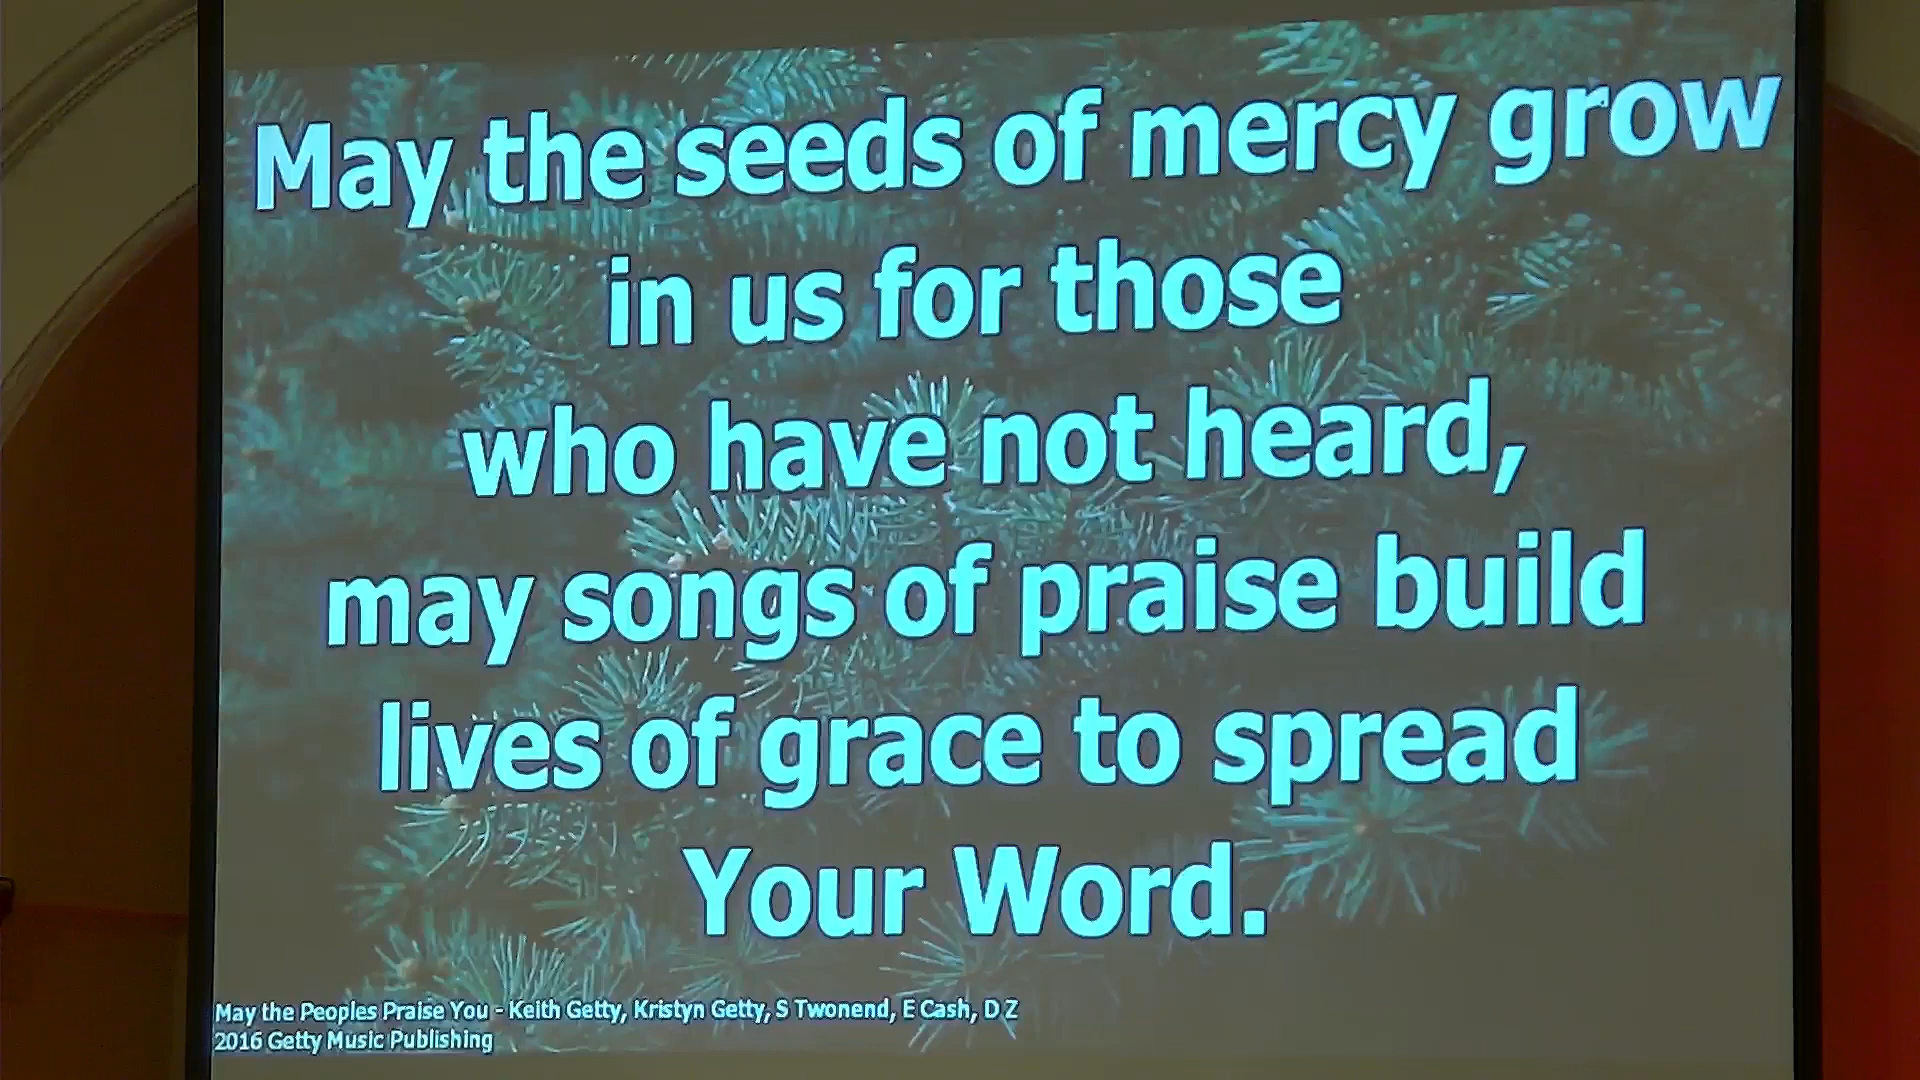 May the seeds of mercy grow
in us for those
who have not heard,
may songs of praise build
lives of grace to spread
Your Word.
May the Peoples Praise You - Keith Getty, Kristyn Getty, S Twonend, E Cash, D Z
2016 Getty Music Publishing